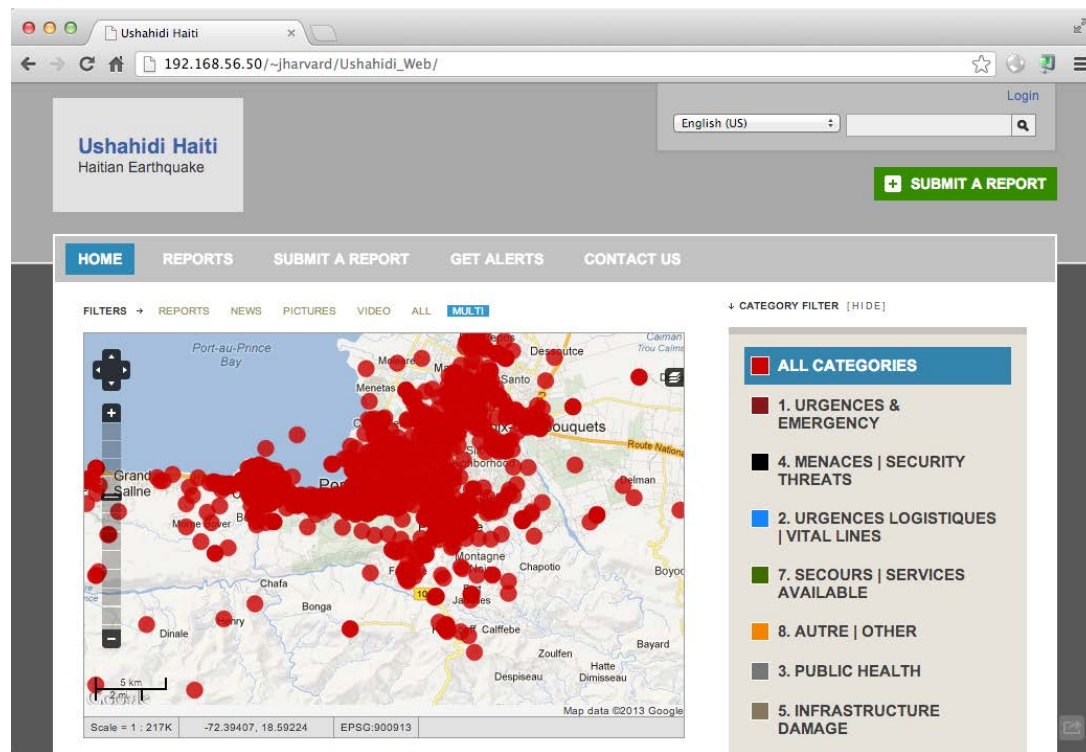 Ushahidi Haiti
192.168.56.50/~jharvard/Ushahidi_Web/
Login
English (US)
Ushahidi Haiti
Haitian Earthquake
SUBMIT A REPORT
HOME REPORTS SUBMIT A REPORT GET ALERTS CONTACT US
FILTERS → REPORTS NEWS PICTURES VIDEO ALL MULTI
↓ CATEGORY FILTER [HIDE]
ALL CATEGORIES
1. URGENCES &
EMERGENCY
4. MENACES | SECURITY
THREATS
2. URGENCES LOGISTIQUES
| VITAL LINES
7. SECOURS | SERVICES
AVAILABLE
8. AUTRE | OTHER
3. PUBLIC HEALTH
5. INFRASTRUCTURE
DAMAGE
Port-au-Prince
Bay
Caiman
Dessoutce
Menetas
Santo
Route Nation
Grand
Saline
Delman
Montagne
Noire
Chapotio
Chafa
Bonga
Dinale
Calffebe
Zoulfen
Bayard
Hatte
Dimisseau
Despiseau
5 km
2 mi
Map data ©2013 Google
Scale = 1 : 217K
-72.39407, 18.59224
EPSG:900913